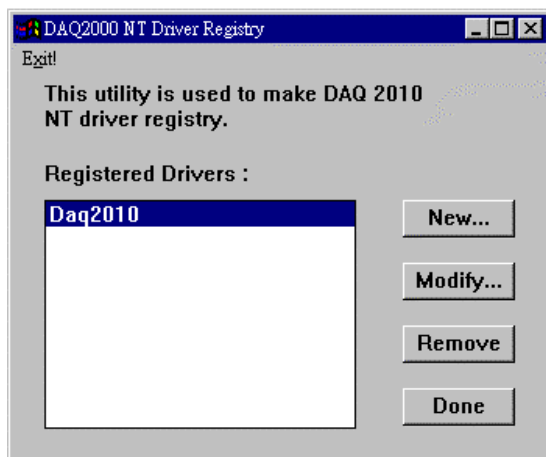 DAQ2000 NT Driver Registry
Exit!
This utility is used to make DAQ 2010
NT driver registry.
Registered Drivers :
Daq2010
New...
Modify...
Remove
Done